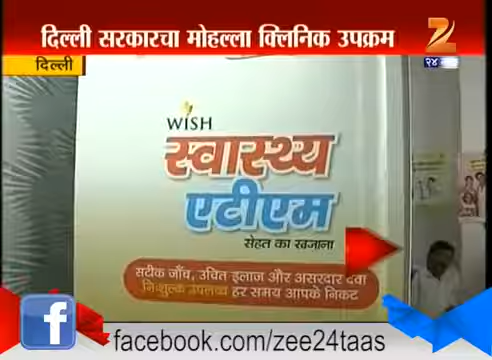 दिल्ली सरकारचा मोहल्ला क्लिनिक उपक्रम
२४
दिल्ली
WISH
स्वास्थ्य
एटीएम
सेहत का खजाना
सटीक जाँच, उचित इलाज और असरदार दवा
निःशुल्क उपलब्ध हर समय आपके निकट
facebook.com/zee24taas